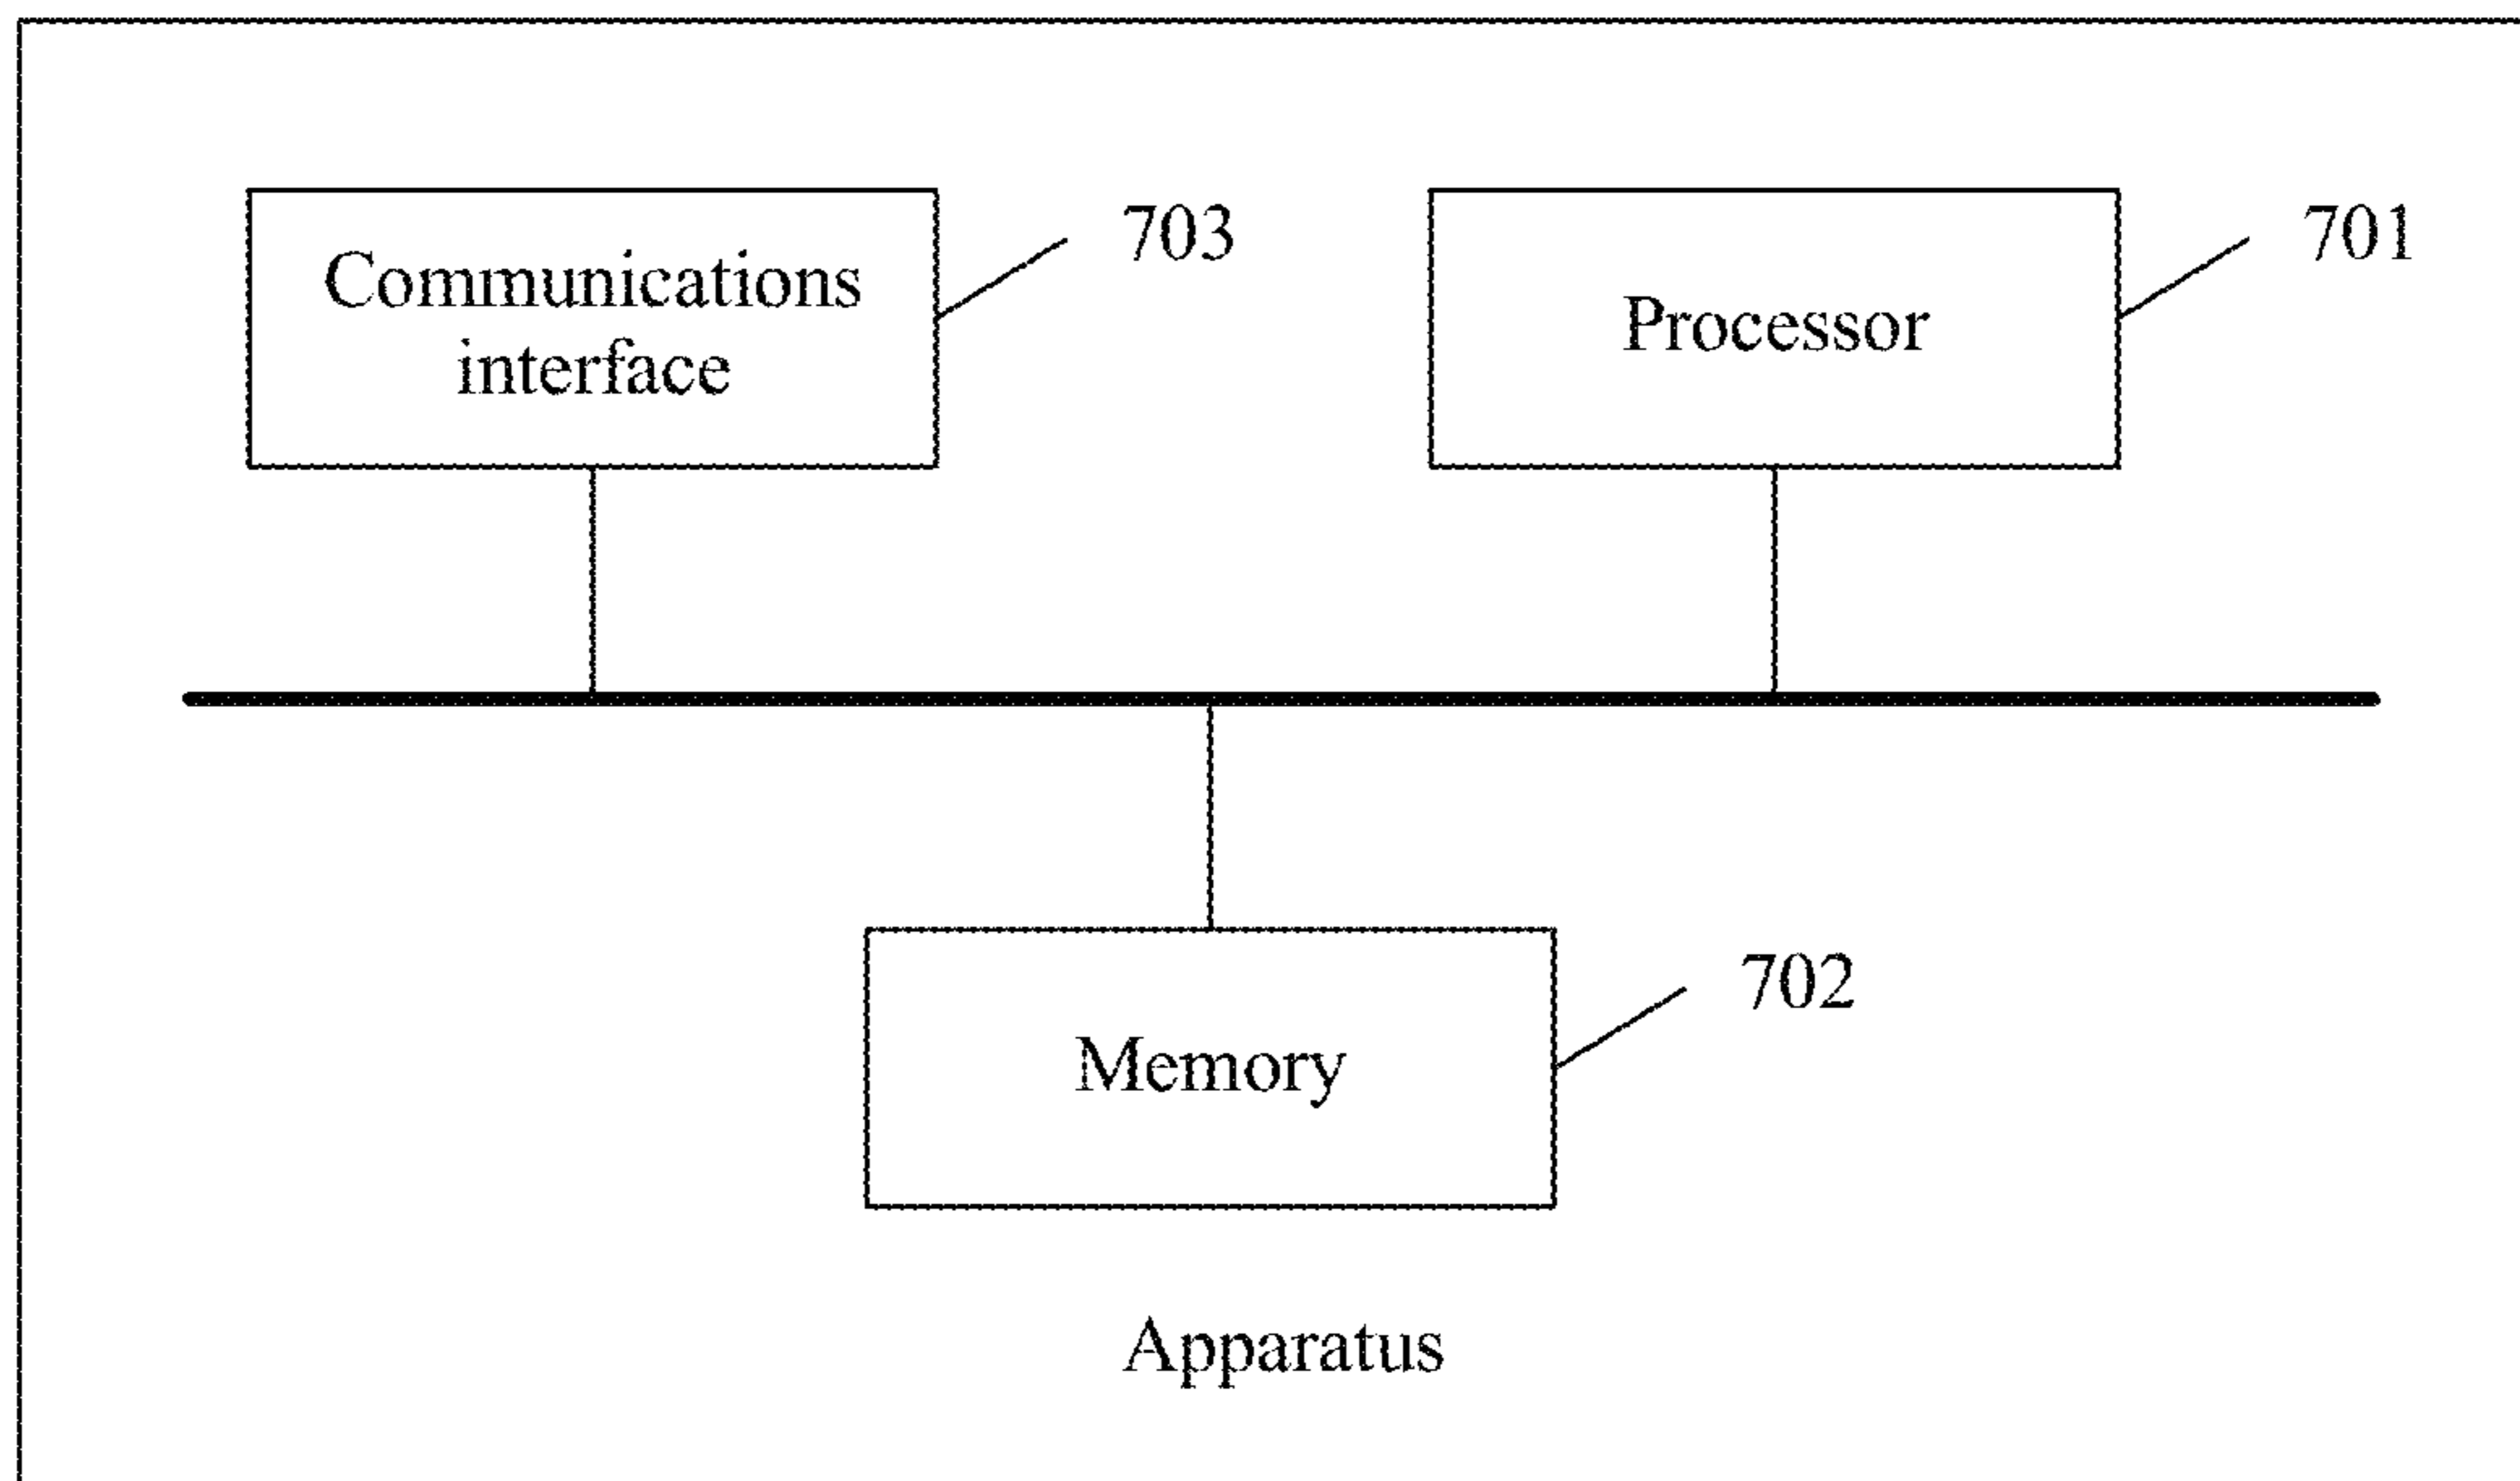 703
701
Communications
interface
Processor
702
Memory
Apparatus